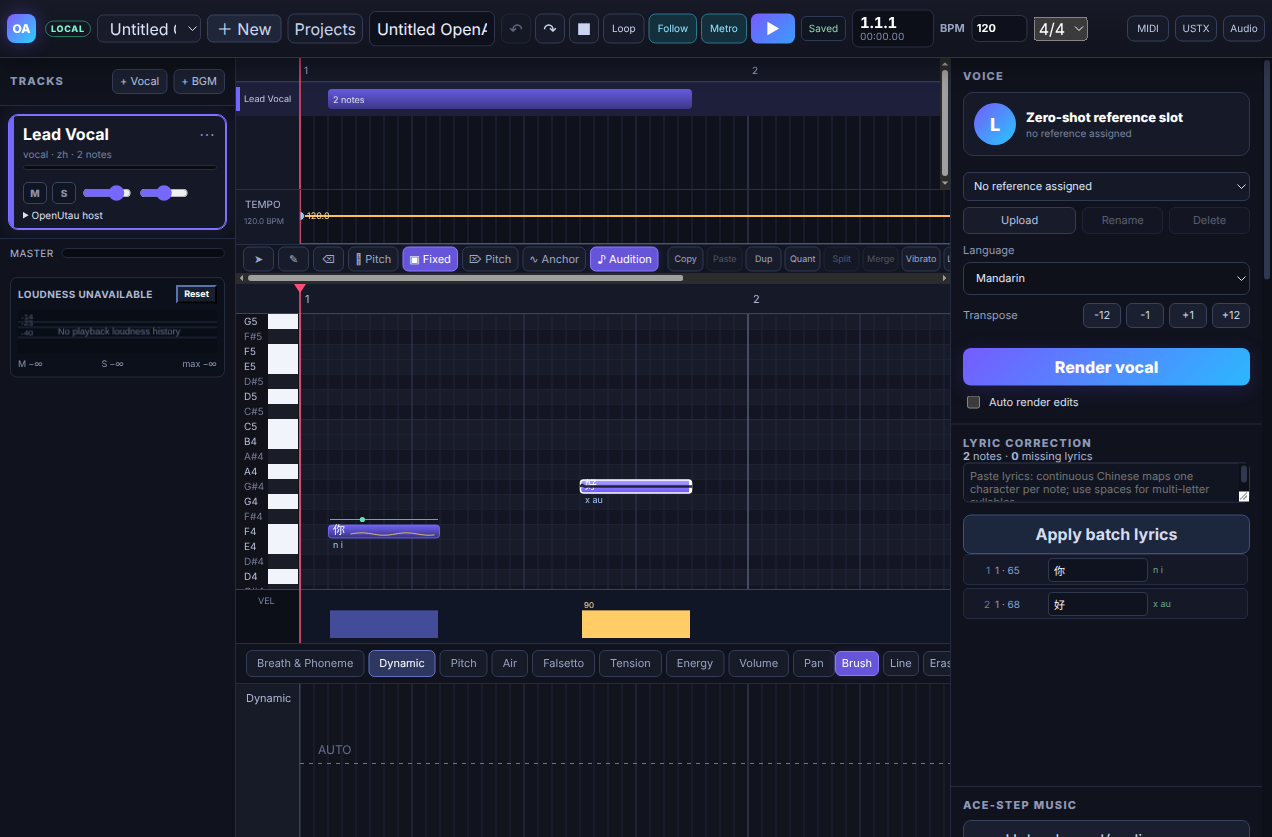 OA LOCAL Untitled ( + New Projects Untitled OpenA Loop Follow Metro Saved 1.1.1 BPM 120 4/4 MIDI USTX Audio
00:00.00
TRACKS + Vocal + BGM
Lead Vocal ...
vocal · zh · 2 notes
M S
OpenUtau host
MASTER
LOUDNESS UNAVAILABLE Reset
-14
-23
-40
No playback loudness history
M −∞ S −∞ max −∞
1 2
Lead Vocal 2 notes
TEMPO
120.0 BPM 120.0
Pitch Fixed Pitch Anchor Audition Copy Paste Dup Quant Split Merge Vibrato
1 2
G5
F#5
F5
E5
D#5
D5
C#5
C5
B4
A#4
A4
G#4
x au
G4
F#4
F4 你
E4 n i
D#4
D4
VEL 90
Breath & Phoneme Dynamic Pitch Air Falsetto Tension Energy Volume Pan Brush Line Eras
Dynamic
AUTO
VOICE
L Zero-shot reference slot
no reference assigned
No reference assigned
Upload Rename Delete
Language
Mandarin
Transpose -12 -1 +1 +12
Render vocal
Auto render edits
LYRIC CORRECTION
2 notes · 0 missing lyrics
Paste lyrics: continuous Chinese maps one
character per note; use spaces for multi-letter
Apply batch lyrics
1 1 · 65 你 n i
2 1 · 68 好 x au
ACE-STEP MUSIC